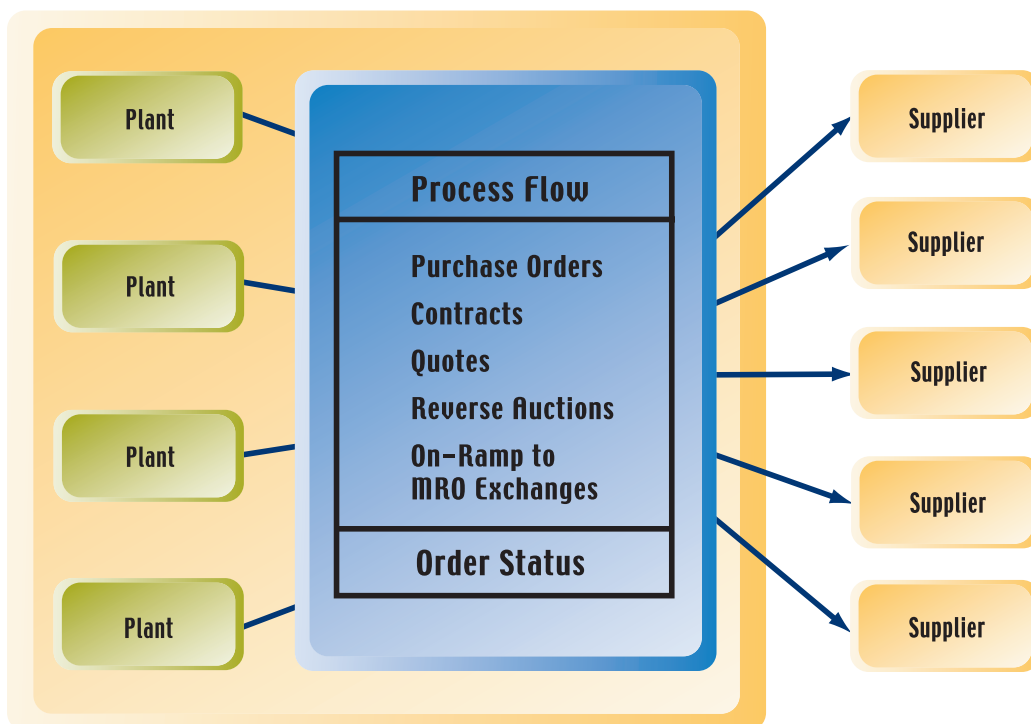 Plant
Plant
Plant
Plant
Process Flow
Purchase Orders
Contracts
Quotes
Reverse Auctions
On-Ramp to
MRO Exchanges
Order Status
Supplier
Supplier
Supplier
Supplier
Supplier